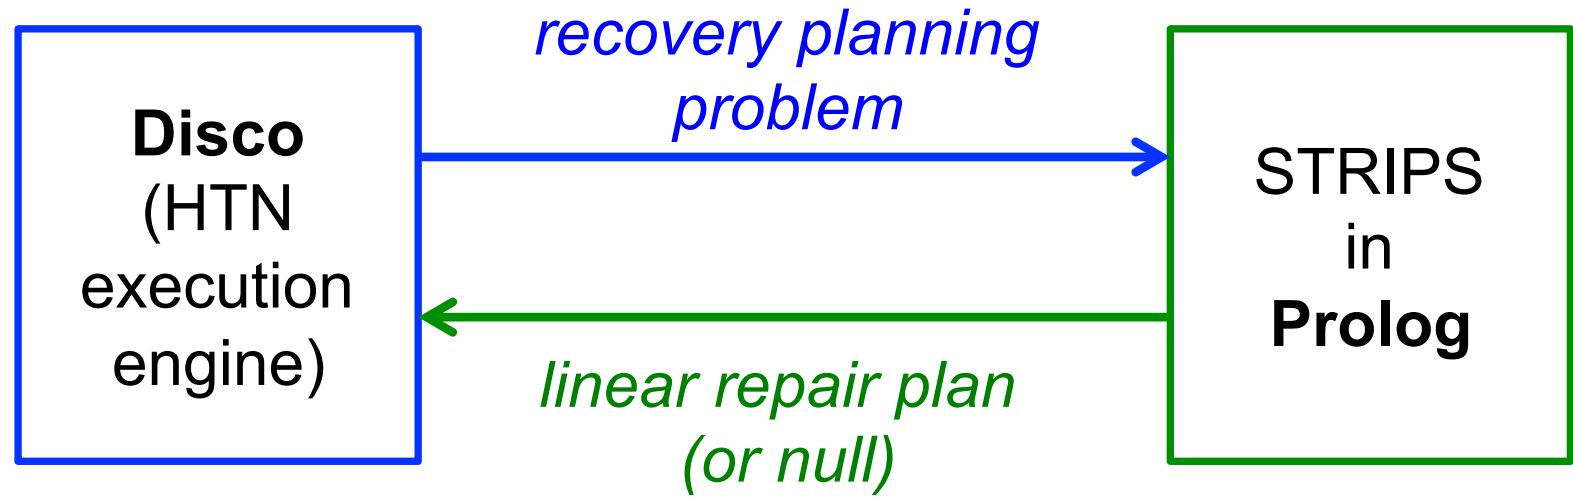 Disco
(HTN
execution
engine)
recovery planning
problem
linear repair plan
(or null)
STRIPS
in
Prolog